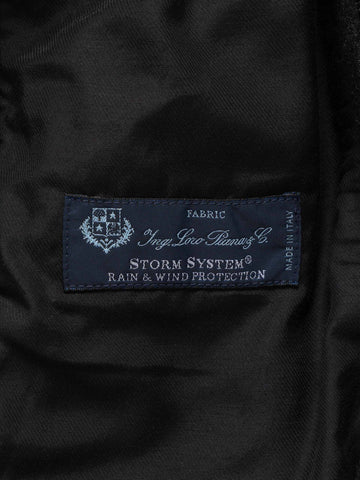 FABRIC
Ing. Loro Piana & C.
STORM SYSTEM®
RAIN & WIND PROTECTION
MADE IN ITALY